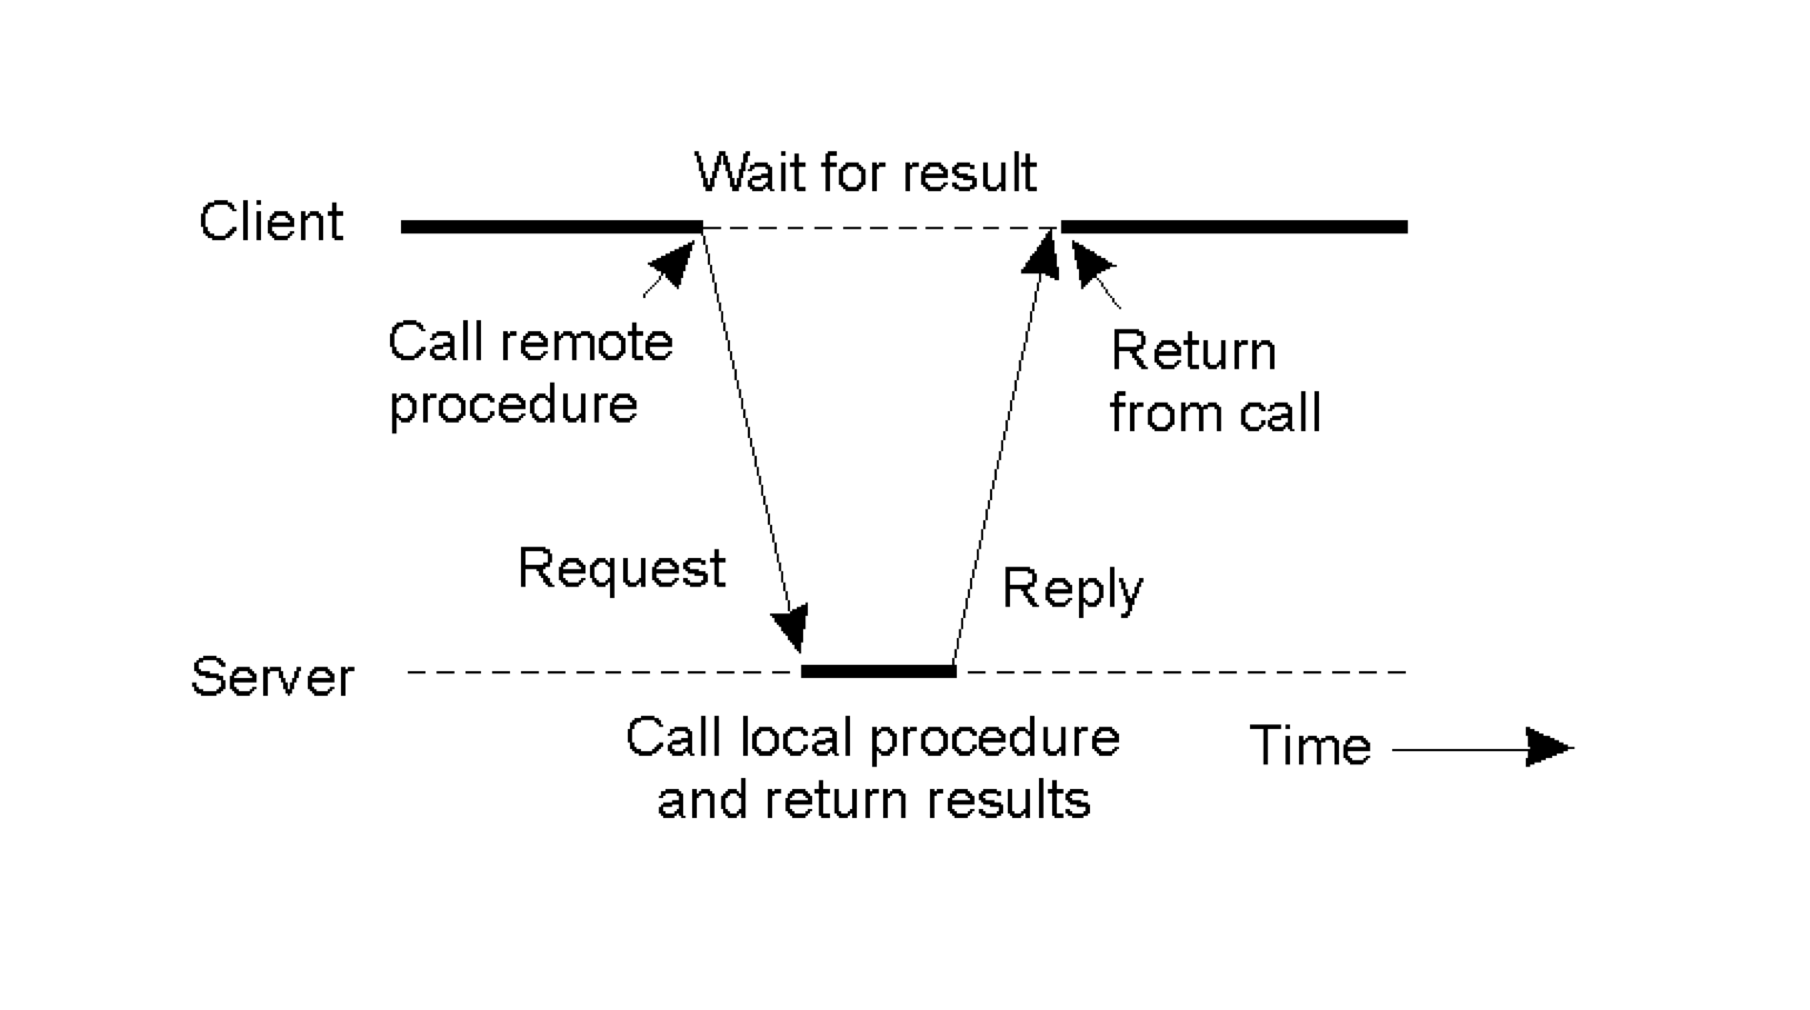 Wait for result
Client
Call remote
procedure
Return
from call
Request
Reply
Server
Call local procedure
and return results
Time